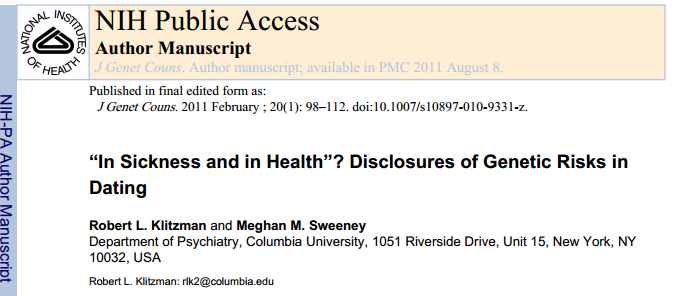 NATIONAL INSTITUTES OF HEALTH
NIH Public Access
Author Manuscript
J Genet Couns. Author manuscript; available in PMC 2011 August 8.
Published in final edited form as:
J Genet Couns. 2011 February ; 20(1): 98–112. doi:10.1007/s10897-010-9331-z.
“In Sickness and in Health”? Disclosures of Genetic Risks in
Dating
Robert L. Klitzman and Meghan M. Sweeney
Department of Psychiatry, Columbia University, 1051 Riverside Drive, Unit 15, New York, NY
10032, USA
Robert L. Klitzman: rlk2@columbia.edu
NIH-PA Author Manuscript